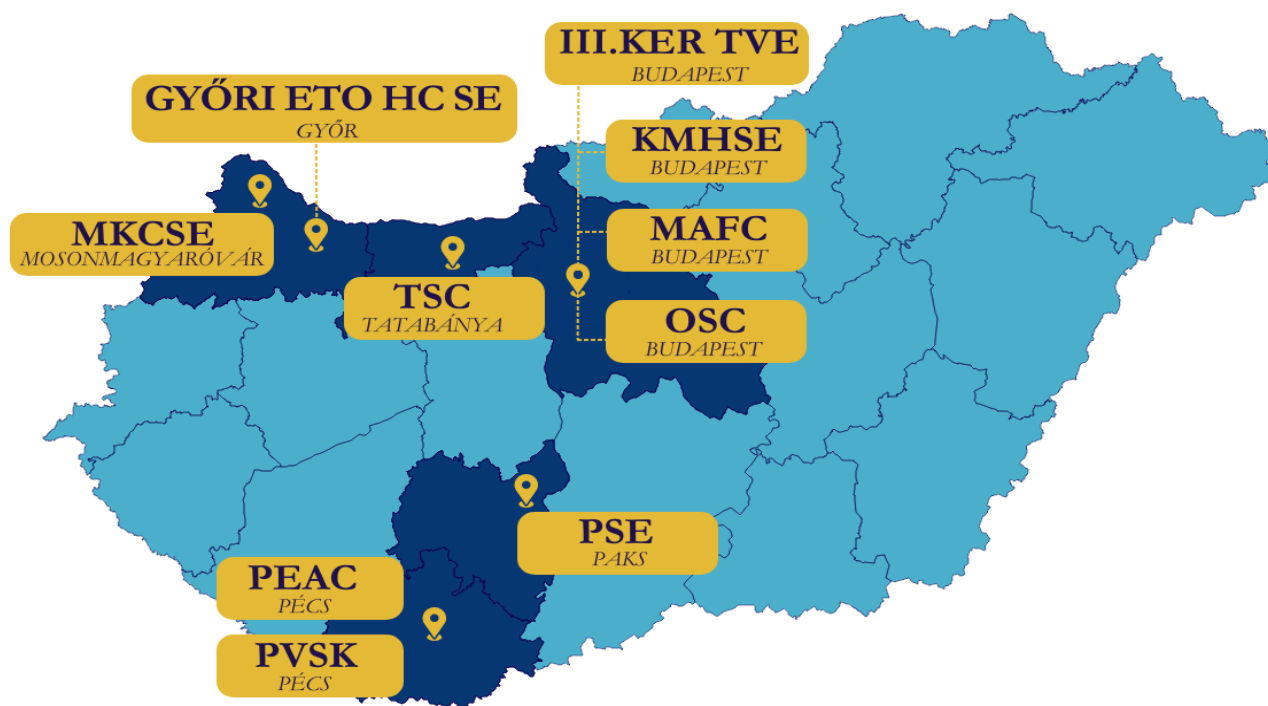 III.KER TVE
BUDAPEST
GYŐRI ETO HC SE
GYŐR
KMHSE
BUDAPEST
MKCSE
MOSONMAGYARÓVÁR
MAFC
BUDAPEST
TSC
TATABÁNYA
OSC
BUDAPEST
PSE
PAKS
PEAC
PÉCS
PVSK
PÉCS